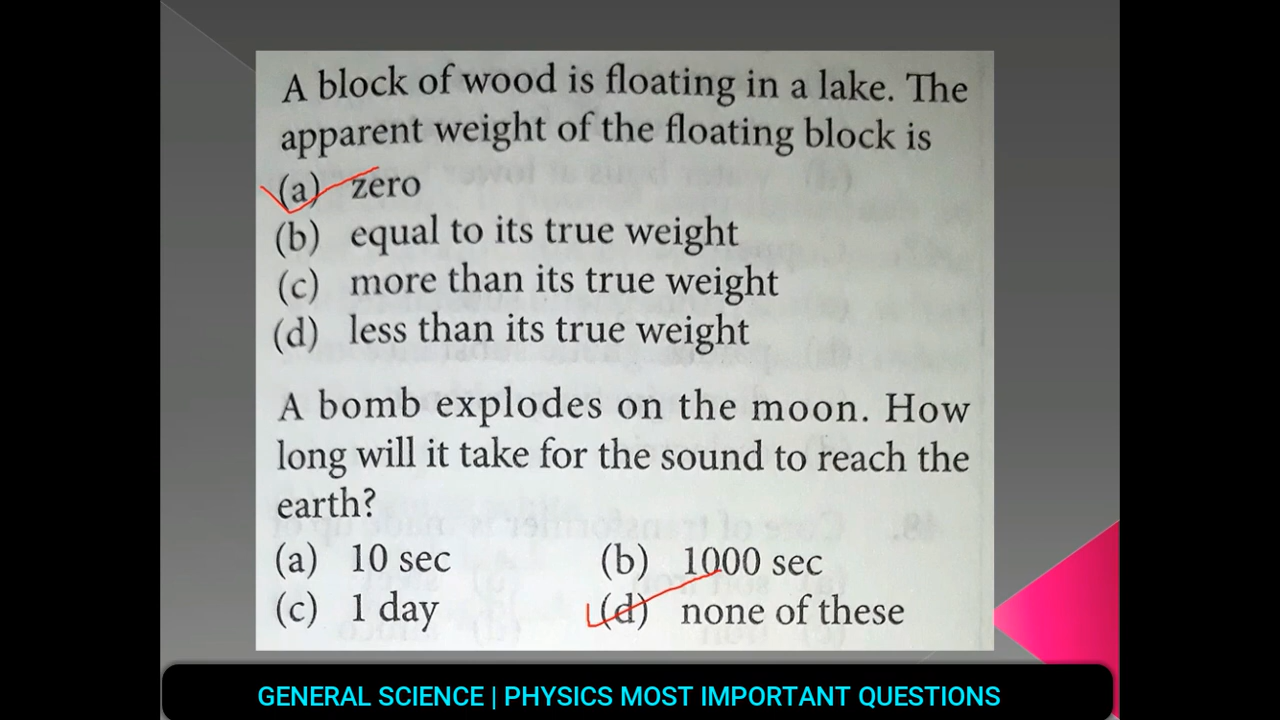 A block of wood is floating in a lake. The
apparent weight of the floating block is
(a) zero
(b) equal to its true weight
(c) more than its true weight
(d) less than its true weight
A bomb explodes on the moon. How
long will it take for the sound to reach the
earth?
(a) 10 sec (b) 1000 sec
(c) 1 day (d) none of these
GENERAL SCIENCE | PHYSICS MOST IMPORTANT QUESTIONS